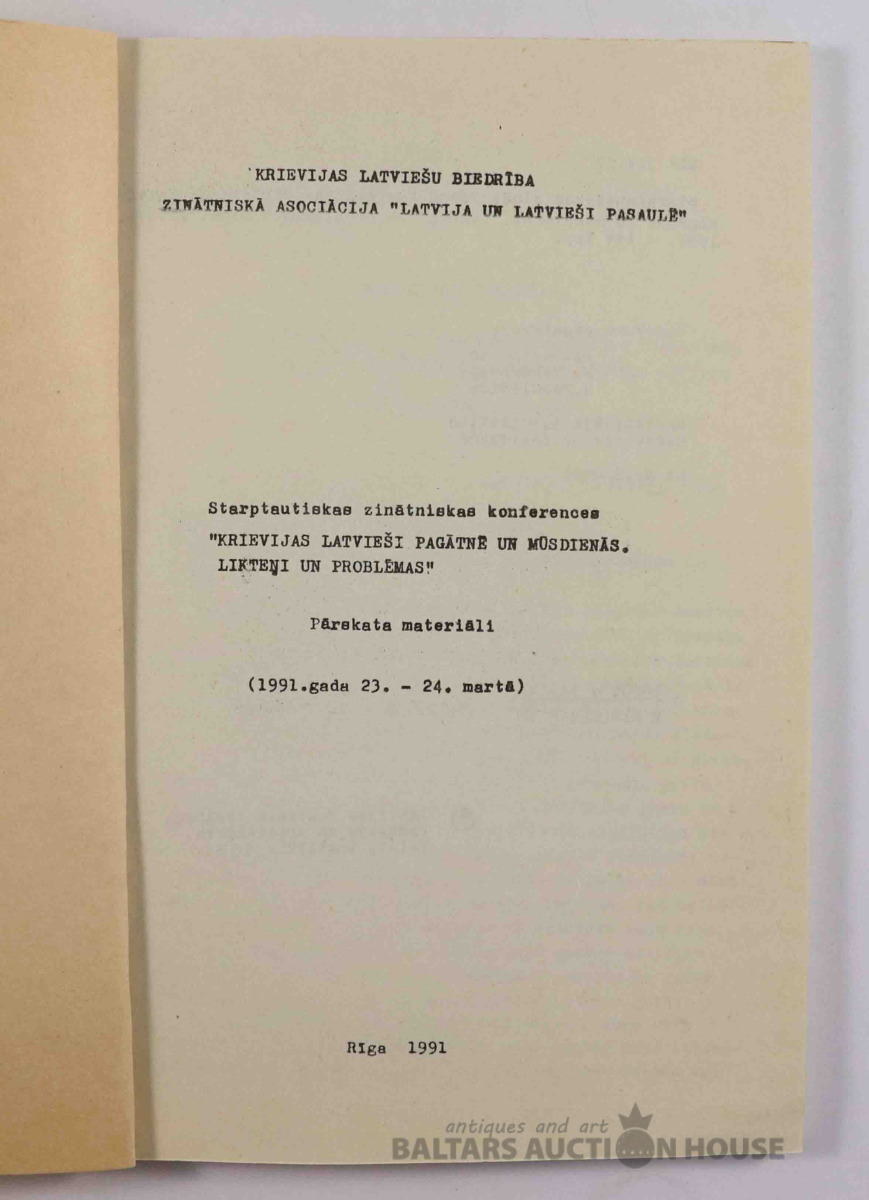 KRIEVIJAS LATVIEŠU BIEDRĪBA
ZINĀTNISKĀ ASOCIĀCIJA "LATVIJA UN LATVIEŠI PASAULĒ"
Starptautiskas zinātniskas konferences
"KRIEVIJAS LATVIEŠI PAGĀTNĒ UN MŪSDIENĀS.
LIKTEŅI UN PROBLĒMAS"
Pārskata materiāli
(1991.gada 23. - 24. martā)
Rīga 1991
antiques and art
BALTARS AUCTION HOUSE